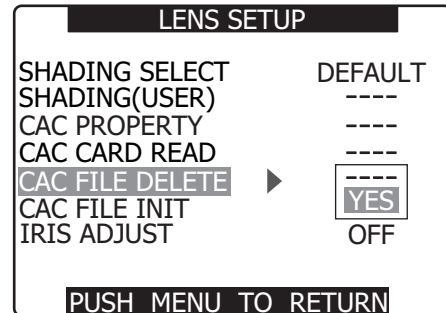 LENS SETUP
SHADING SELECT DEFAULT
SHADING(USER) ----
CAC PROPERTY ----
CAC CARD READ ----
CAC FILE DELETE ▶ ----
YES
CAC FILE INIT
IRIS ADJUST OFF
PUSH MENU TO RETURN